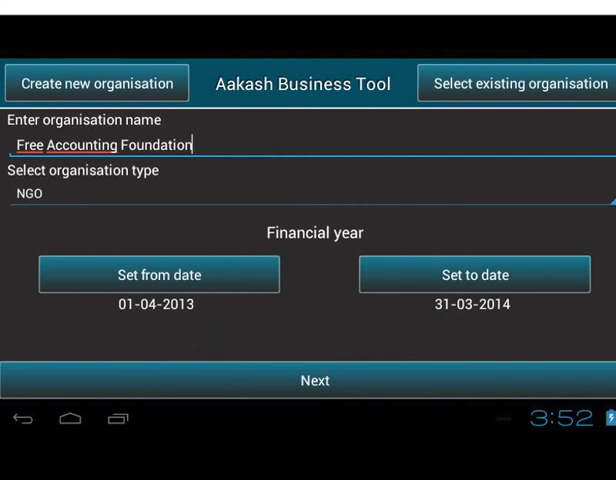 Create new organisation
Aakash Business Tool
Select existing organisation
Enter organisation name
Free Accounting Foundation
Select organisation type
NGO
Financial year
Set from date
Set to date
01-04-2013
31-03-2014
Next
3:52